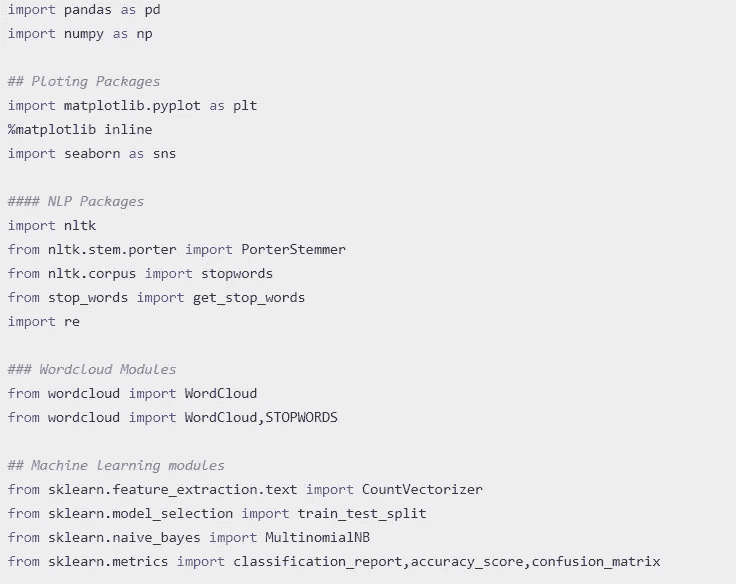 import pandas as pd
import numpy as np
## Ploting Packages
import matplotlib.pyplot as plt
%matplotlib inline
import seaborn as sns
#### NLP Packages
import nltk
from nltk.stem.porter import PorterStemmer
from nltk.corpus import stopwords
from stop_words import get_stop_words
import re
### Wordcloud Modules
from wordcloud import WordCloud
from wordcloud import WordCloud,STOPWORDS
## Machine learning modules
from sklearn.feature_extraction.text import CountVectorizer
from sklearn.model_selection import train_test_split
from sklearn.naive_bayes import MultinomialNB
from sklearn.metrics import classification_report,accuracy_score,confusion_matrix